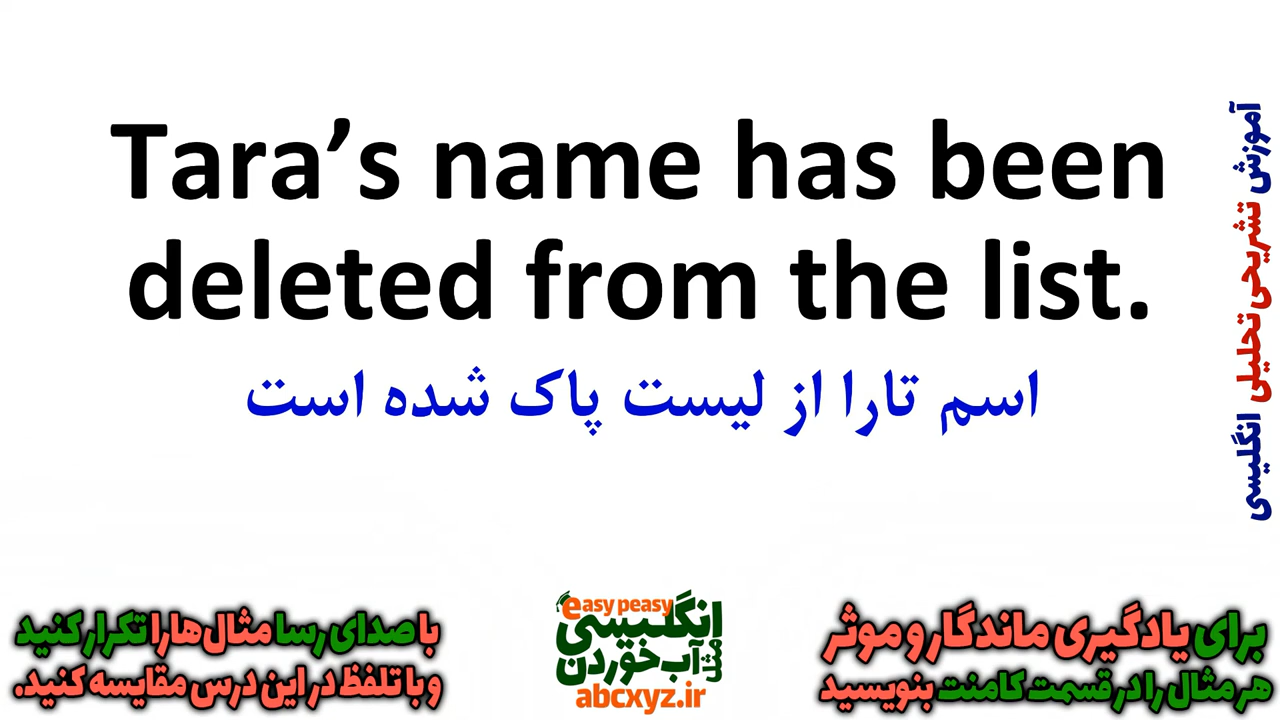 Tara’s name has been
deleted from the list.
اسم تارا از لیست پاک شده است
آموزش تشریحی تحلیلی انگلیسی
با صدای رسا مثال‌ها را تکرار کنید
و با تلفظ در این درس مقایسه کنید.
easy peasy
انگلیسی
مثل آب خوردن
abcxyz.ir
برای یادگیری ماندگار و موثر
هر مثال را در قسمت کامنت بنویسید